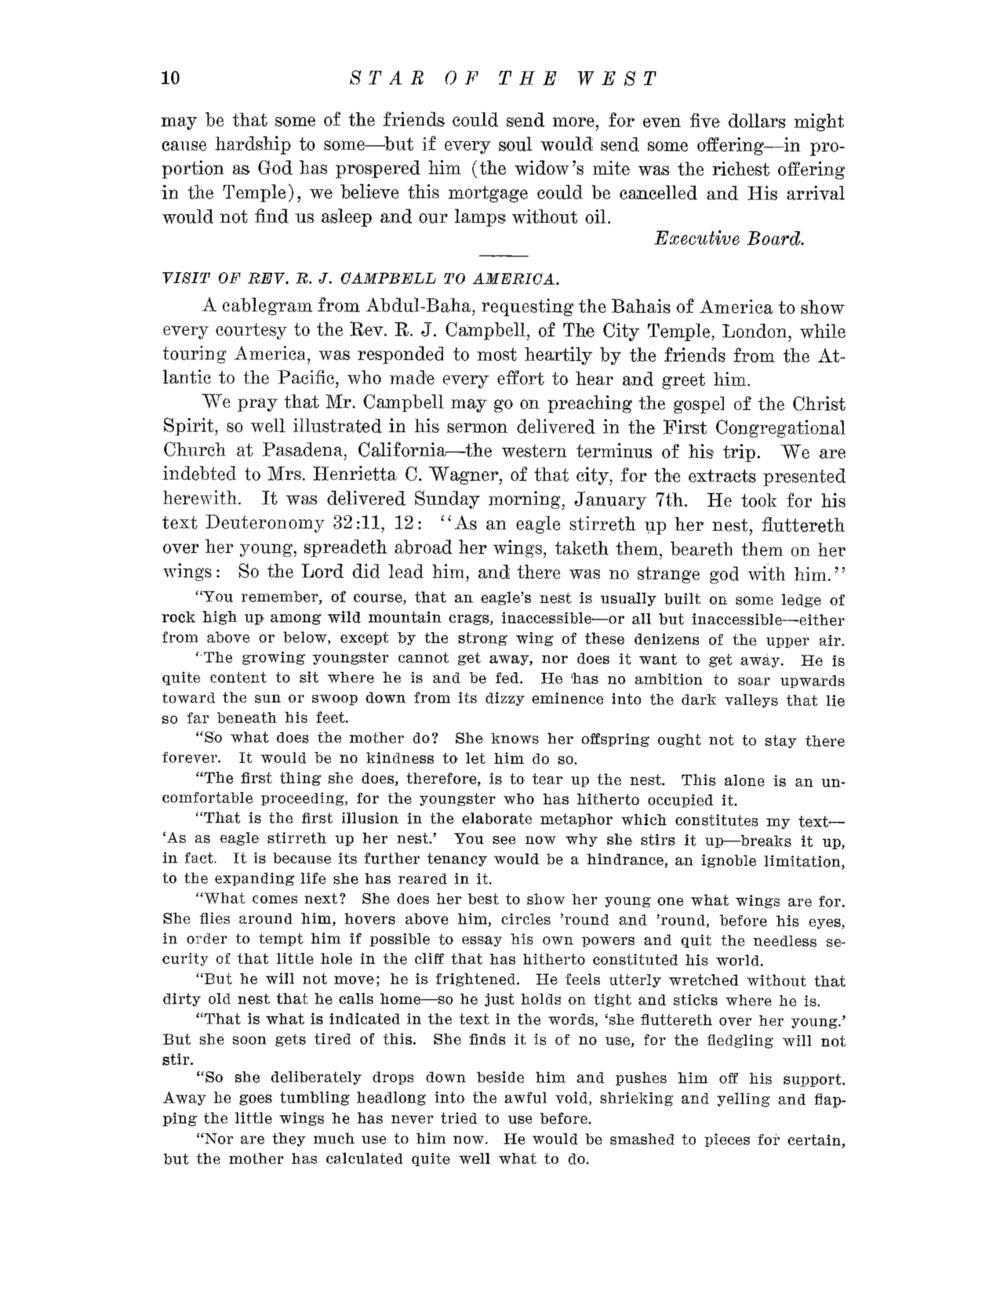 10 STAR OF THE WEST
may be that some of the friends could send more, for even five dollars might
cause hardship to some—but if every soul would send some offering—in pro-
portion as God has prospered him (the widow's mite was the richest offering
in the Temple), we believe this mortgage could be cancelled and His arrival
would not find us asleep and our lamps without oil.
Executive Board.
VISIT OF REV. R. J. CAMPBELL TO AMERICA.
A cablegram from Abdul-Baha, requesting the Bahais of America to show
every courtesy to the Rev. R. J. Campbell, of The City Temple, London, while
touring America, was responded to most heartily by the friends from the At-
lantic to the Pacific, who made every effort to hear and greet him.
We pray that Mr. Campbell may go on preaching the gospel of the Christ
Spirit, so well illustrated in his sermon delivered in the First Congregational
Church at Pasadena, California—the western terminus of his trip. We are
indebted to Mrs. Henrietta C. Wagner, of that city, for the extracts presented
herewith. It was delivered Sunday morning, January 7th. He took for his
text Deuteronomy 32:11, 12: "As an eagle stirreth up her nest, fluttereth
over her young, spreadeth abroad her wings, taketh them, beareth them on her
wings: So the Lord did lead him, and there was no strange god with him."
"You remember, of course, that an eagle's nest is usually built on some ledge of
rock high up among wild mountain crags, inaccessible—or all but inaccessible—either
from above or below, except by the strong wing of these denizens of the upper air.
"The growing youngster cannot get away, nor does it want to get away. He is
quite content to sit where he is and be fed. He has no ambition to soar upwards
toward the sun or swoop down from its dizzy eminence into the dark valleys that lie
so far beneath his feet.
"So what does the mother do? She knows her offspring ought not to stay there
forever. It would be no kindness to let him do so.
"The first thing she does, therefore, is to tear up the nest. This alone is an un-
comfortable proceeding, for the youngster who has hitherto occupied it.
"That is the first illusion in the elaborate metaphor which constitutes my text—
'As as eagle stirreth up her nest.' You see now why she stirs it up—breaks it up,
in fact. It is because its further tenancy would be a hindrance, an ignoble limitation,
to the expanding life she has reared in it.
"What comes next? She does her best to show her young one what wings are for.
She flies around him, hovers above him, circles 'round and 'round, before his eyes,
in order to tempt him if possible to essay his own powers and quit the needless se-
curity of that little hole in the cliff that has hitherto constituted his world.
"But he will not move; he is frightened. He feels utterly wretched without that
dirty old nest that he calls home—so he just holds on tight and sticks where he is.
"That is what is indicated in the text in the words, 'she fluttereth over her young.'
But she soon gets tired of this. She finds it is of no use, for the fledgling will not
stir.
"So she deliberately drops down beside him and pushes him off his support.
Away he goes tumbling headlong into the awful void, shrieking and yelling and flap-
ping the little wings he has never tried to use before.
"Nor are they much use to him now. He would be smashed to pieces for certain,
but the mother has calculated quite well what to do.